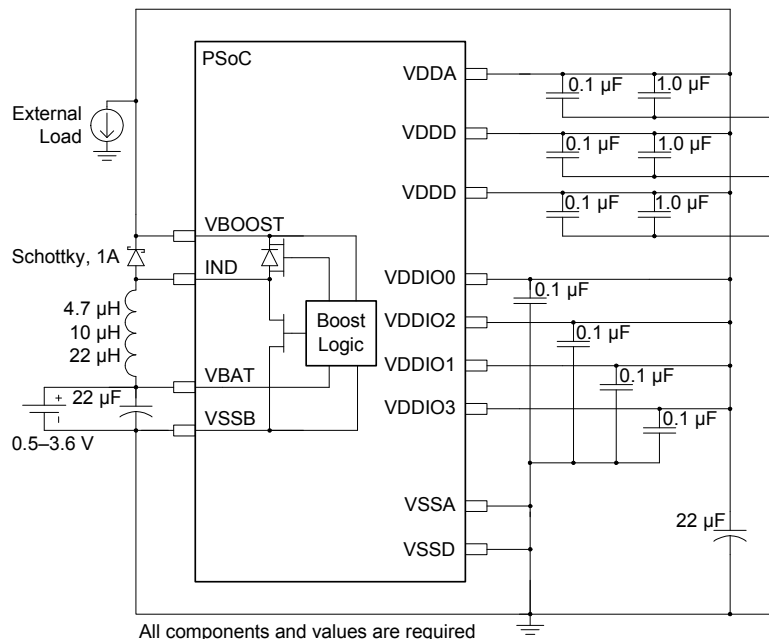 PSoC
VDDA
0.1 µF
1.0 µF
External
Load
VDDD
0.1 µF
1.0 µF
VDDD
0.1 µF
1.0 µF
VBOOST
Schottky, 1A
IND
VDDIO0
0.1 µF
4.7 µH
10 µH
22 µH
Boost
Logic
VDDIO2
0.1 µF
VDDIO1
0.1 µF
VBAT
22 µF
+
-
VDDIO3
0.1 µF
VSSB
0.5–3.6 V
VSSA
22 µF
VSSD
All components and values are required